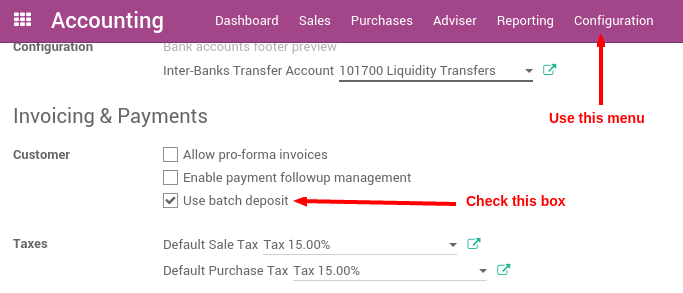 Accounting Dashboard Sales Purchases Adviser Reporting Configuration
Configuration Bank accounts footer preview
Inter-Banks Transfer Account 101700 Liquidity Transfers
Invoicing & Payments
Use this menu
Customer Allow pro-forma invoices
Enable payment followup management
Use batch deposit Check this box
Taxes Default Sale Tax Tax 15.00%
Default Purchase Tax Tax 15.00%